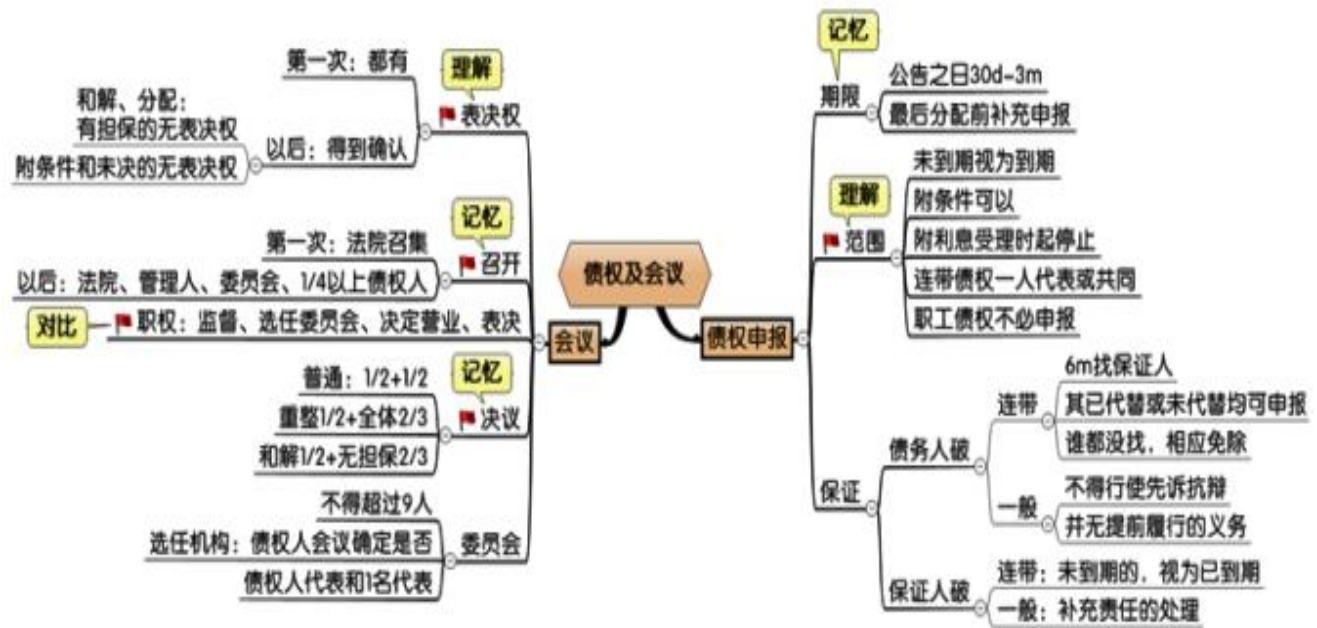 债权及会议
会议
理解
表决权
第一次：都有
以后：得到确认
和解、分配：
有担保的无表决权
附条件和未决的无表决权
记忆
召开
第一次：法院召集
以后：法院、管理人、委员会、1/4以上债权人
对比
职权：监督、选任委员会、决定营业、表决
记忆
决议
普通：1/2+1/2
重整1/2+全体2/3
和解1/2+无担保2/3
委员会
不得超过9人
选任机构：债权人会议确定是否
债权人代表和1名代表
债权申报
记忆
期限
公告之日30d-3m
最后分配前补充申报
理解
范围
未到期视为到期
附条件可以
附利息受理时起停止
连带债权一人代表或共同
职工债权不必申报
保证
债务人破
连带
6m找保证人
其已代替或未代替均可申报
谁都没找，相应免除
一般
不得行使先诉抗辩
并无提前履行的义务
保证人破
连带：未到期的，视为已到期
一般：补充责任的处理